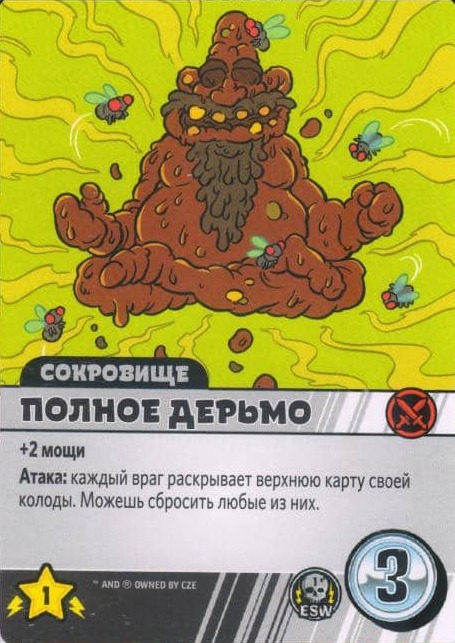 СОКРОВИЩЕ
ПОЛНОЕ ДЕРЬМО
+2 мощи
Атака: каждый враг раскрывает верхнюю карту своей
колоды. Можешь сбросить любые из них.
1
™ AND ® OWNED BY CZE
ESW
3